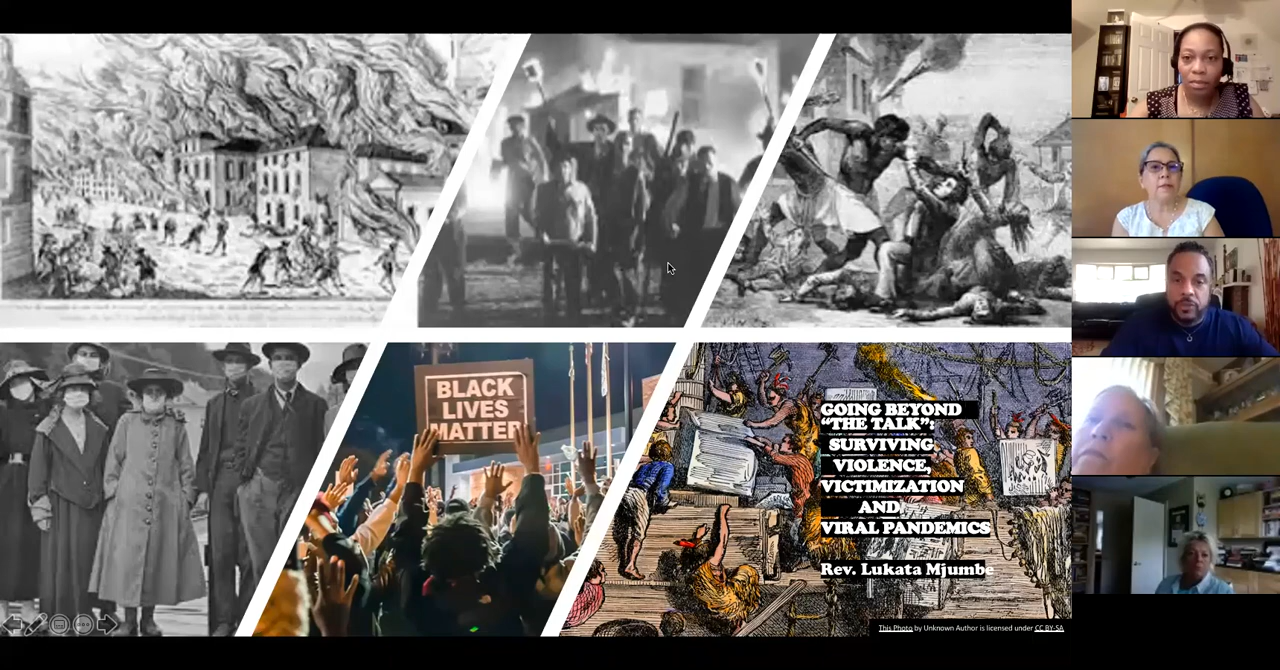 BLACK
LIVES
MATTER
GOING BEYOND
“THE TALK”:
SURVIVING,
VIOLENCE,
VICTIMIZATION
AND
VIRAL PANDEMICS
Rev. Lukata Mjumbe
This Photo by Unknown Author is licensed under CC BY-SA